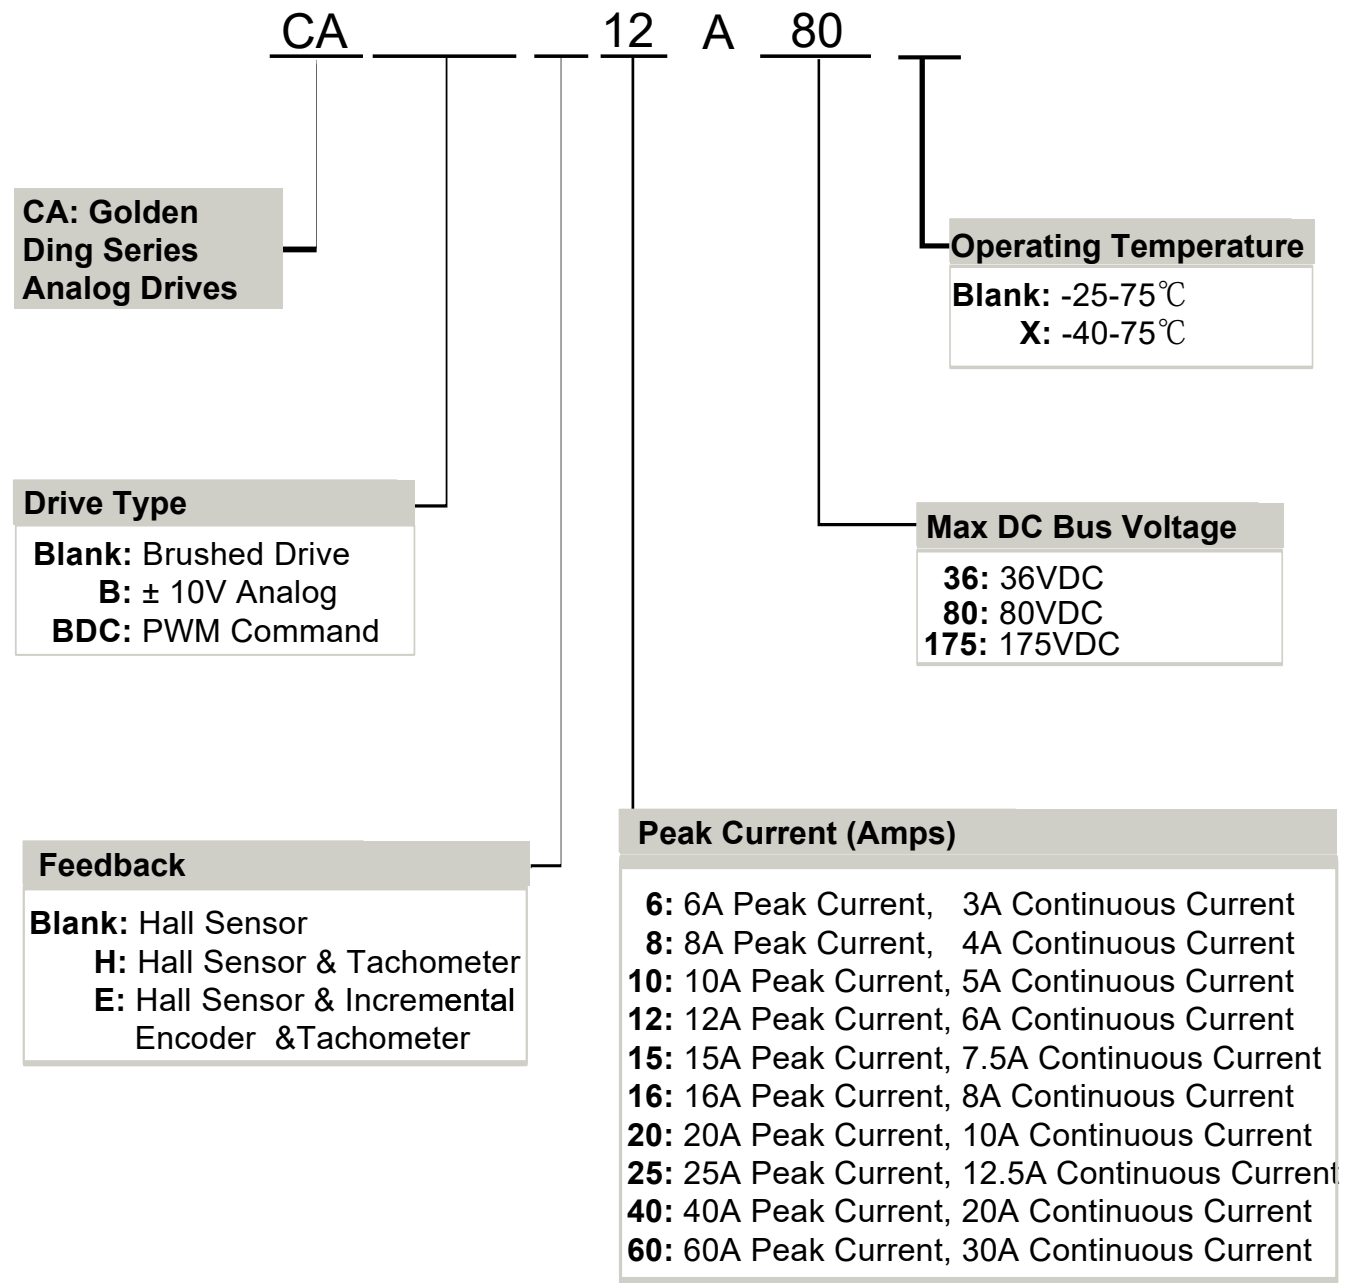 CA 12 A 80
CA: Golden
Ding Series
Analog Drives
Operating Temperature
Blank: -25-75℃
X: -40-75℃
Drive Type
Blank: Brushed Drive
B: ± 10V Analog
BDC: PWM Command
Max DC Bus Voltage
36: 36VDC
80: 80VDC
175: 175VDC
Feedback
Blank: Hall Sensor
H: Hall Sensor & Tachometer
E: Hall Sensor & Incremental
Encoder &Tachometer
Peak Current (Amps)
6: 6A Peak Current, 3A Continuous Current
8: 8A Peak Current, 4A Continuous Current
10: 10A Peak Current, 5A Continuous Current
12: 12A Peak Current, 6A Continuous Current
15: 15A Peak Current, 7.5A Continuous Current
16: 16A Peak Current, 8A Continuous Current
20: 20A Peak Current, 10A Continuous Current
25: 25A Peak Current, 12.5A Continuous Current
40: 40A Peak Current, 20A Continuous Current
60: 60A Peak Current, 30A Continuous Current